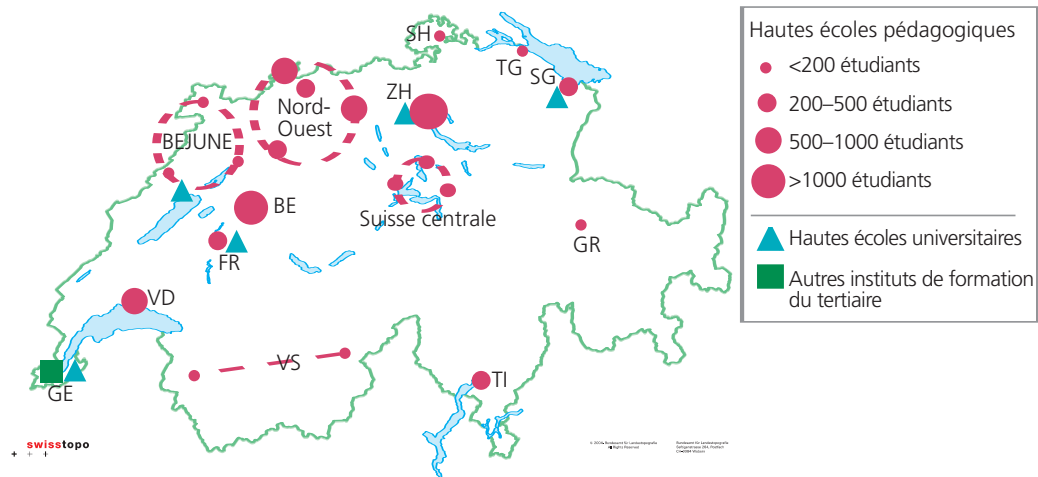 SH
TG
SG
ZH
Nord-
Ouest
BEJUNE
BE
Suisse centrale
FR
GR
VD
VS
TI
GE
swisstopo
Hautes écoles pédagogiques
<200 étudiants
200–500 étudiants
500–1000 étudiants
>1000 étudiants
Hautes écoles universitaires
Autres instituts de formation
du tertiaire